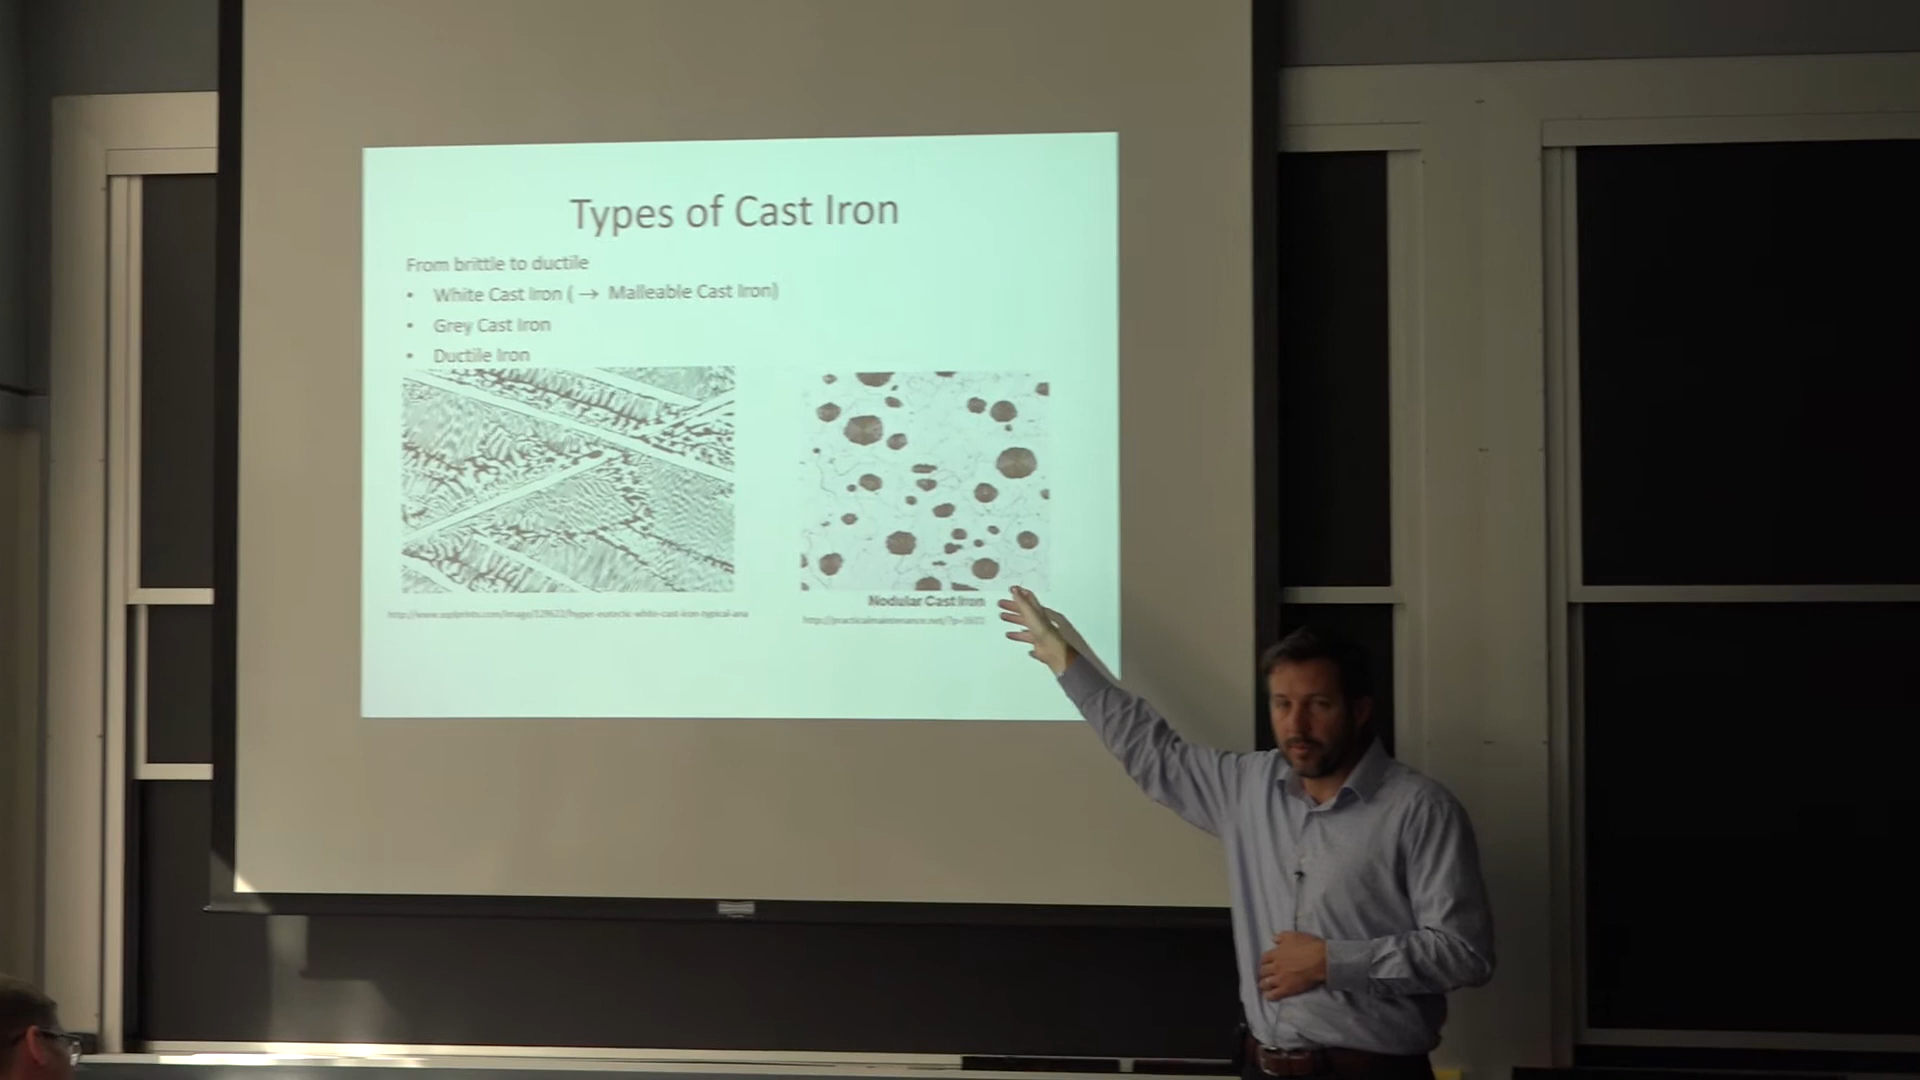 Types of Cast Iron
From brittle to ductile
• White Cast Iron ( → Malleable Cast Iron)
• Grey Cast Iron
• Ductile Iron
Nodular Cast Iron